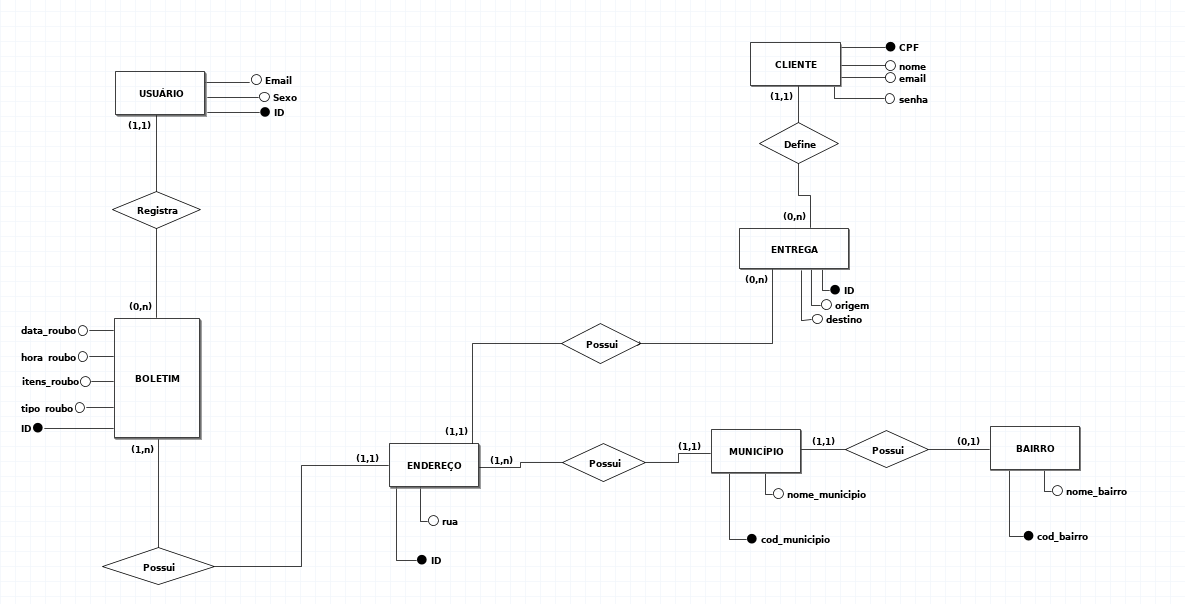 CPF
CLIENTE
nome
email
senha
USUÁRIO
Email
Sexo
ID
(1,1)
(1,1)
Define
Registra
(0,n)
ENTREGA
(0,n)
ID
origem
destino
(0,n)
data_roubo
hora_roubo
itens_roubo
tipo_roubo
ID
BOLETIM
Possui
(1,n)
(1,1)
(1,1)
ENDEREÇO
(1,n)
Possui
(1,1)
MUNICÍPIO
(1,1)
Possui
(0,1)
BAIRRO
rua
ID
nome_municipio
cod_municipio
nome_bairro
cod_bairro
Possui